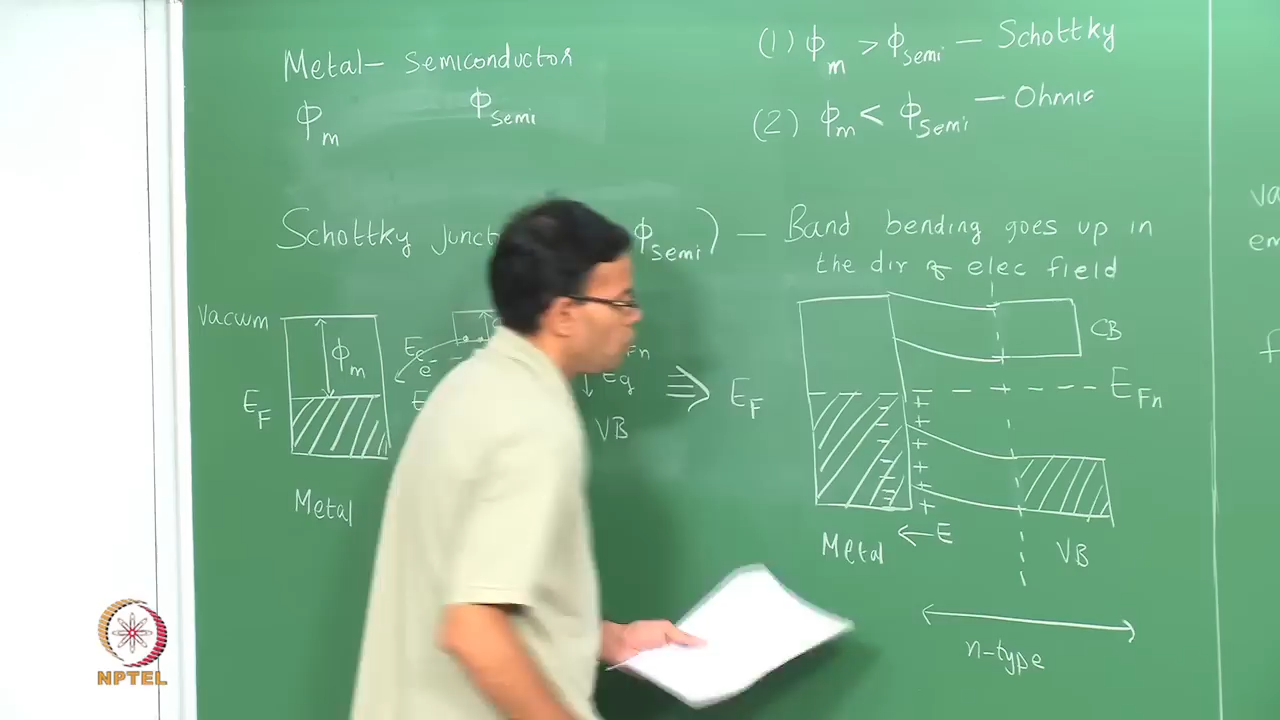 Metal- Semiconductor
ϕm ϕsemi
(1) ϕm > ϕsemi - Schottky
(2) ϕm < ϕsemi - Ohmic
Schottky ϕsemi) - Band bending goes up in
the dir of elec field
vacuum
ϕm
EF
Metal
e-
Eg
VB
⇛
EF
CB
EFn
← E
Metal
VB
n-type
NPTEL